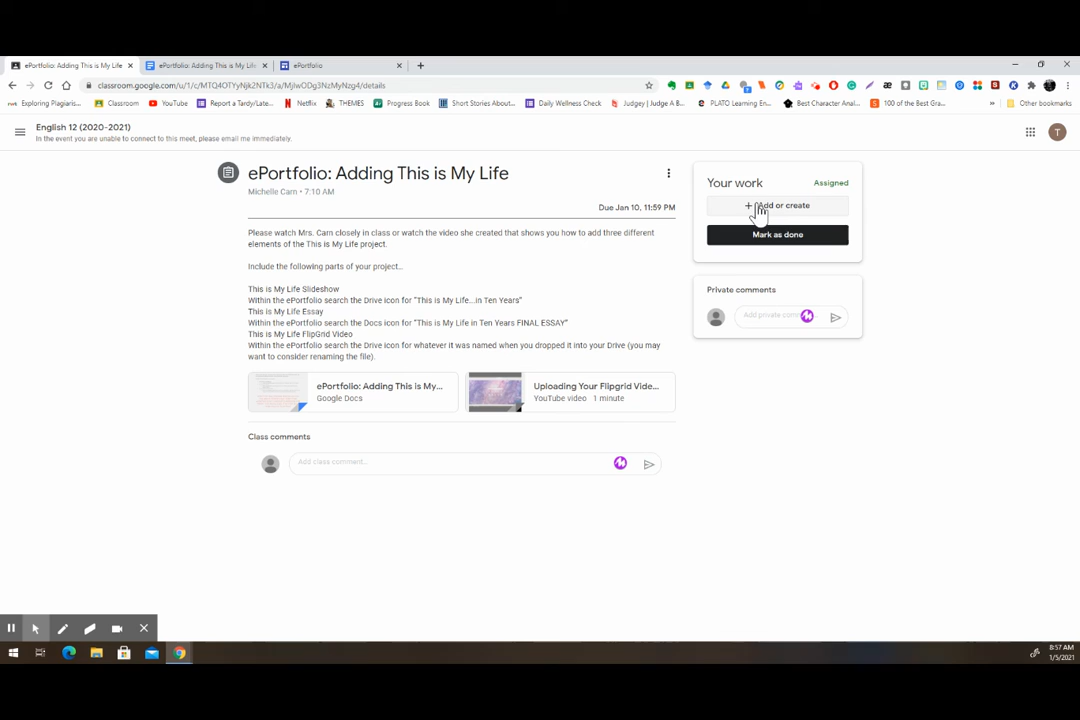 ePortfolio: Adding This is My Life
ePortfolio: Adding This is My Life
ePortfolio
classroom.google.com/u/1/c/MTQ4OTYyNjk2NTk3/a/MjIwODg3NzMyNzg4/details
Exploring Plagiaris... Classroom YouTube Report a Tardy/Late... Netflix THEMES Progress Book Short Stories About... Daily Wellness Check Judgey | Judge A B... PLATO Learning En... Best Character Anal... 100 of the Best Gra... » Other bookmarks
English 12 (2020-2021)
In the event you are unable to connect to this meet, please email me immediately.
T
ePortfolio: Adding This is My Life
Michelle Carn • 7:10 AM
Due Jan 10, 11:59 PM
Please watch Mrs. Carn closely in class or watch the video she created that shows you how to add three different
elements of the This is My Life project.
Include the following parts of your project...
This is My Life Slideshow
Within the ePortfolio search the Drive icon for "This is My Life...in Ten Years"
This is My Life Essay
Within the ePortfolio search the Docs icon for "This is My Life in Ten Years FINAL ESSAY"
This is My Life FlipGrid Video
Within the ePortfolio search the Drive icon for whatever it was named when you dropped it into your Drive (you may
want to consider renaming the file).
ePortfolio: Adding This is My...
Google Docs
Uploading Your Flipgrid Vide...
YouTube video 1 minute
Class comments
Add class comment...
Your work
Assigned
+ Add or create
Mark as done
Private comments
Add private comm
8:57 AM
1/5/2021